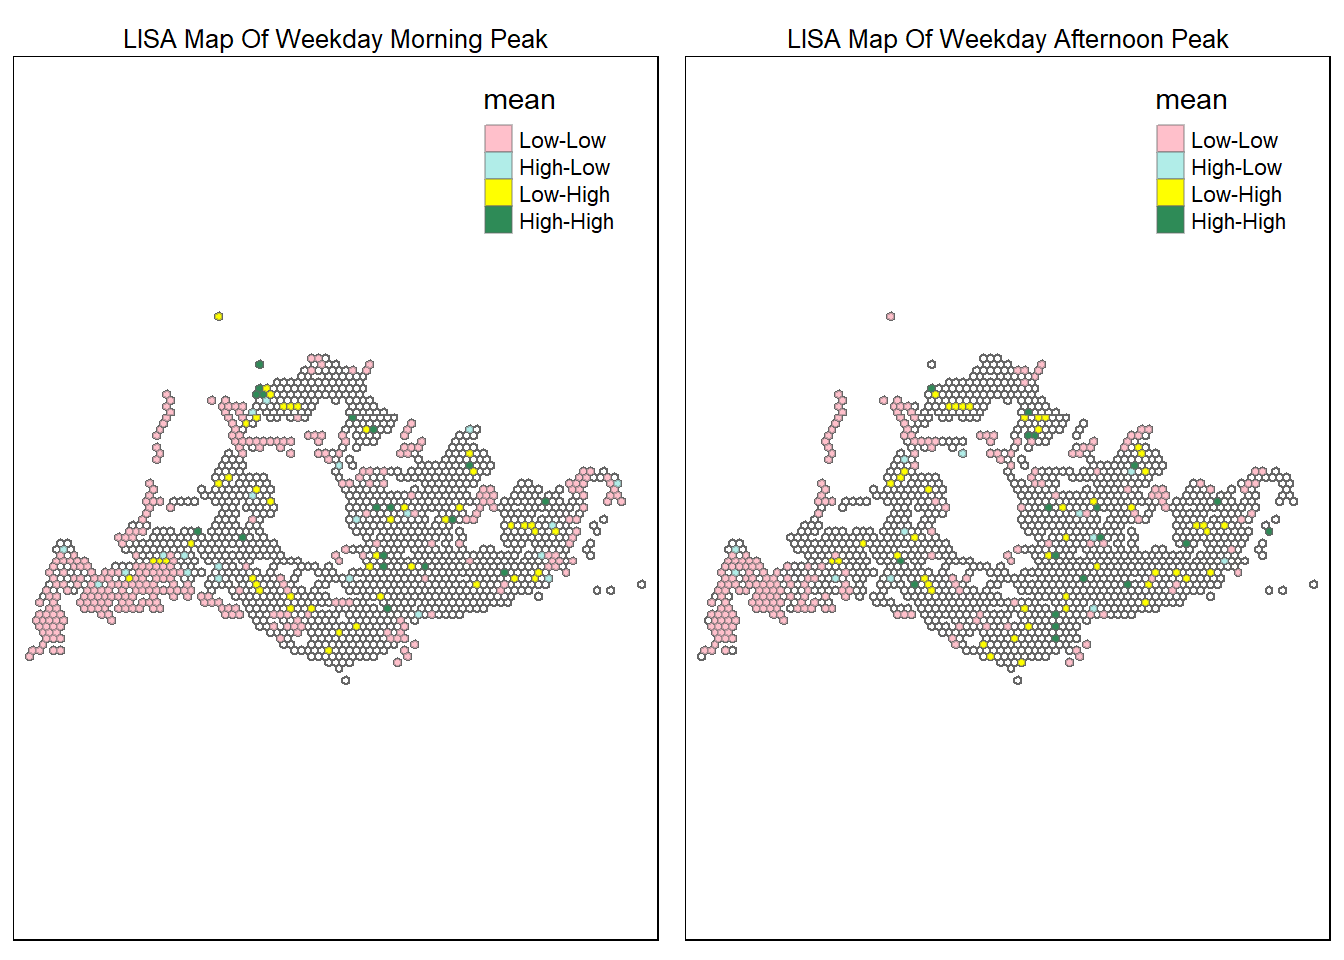 LISA Map Of Weekday Morning Peak
mean
Low-Low
High-Low
Low-High
High-High
LISA Map Of Weekday Afternoon Peak
mean
Low-Low
High-Low
Low-High
High-High